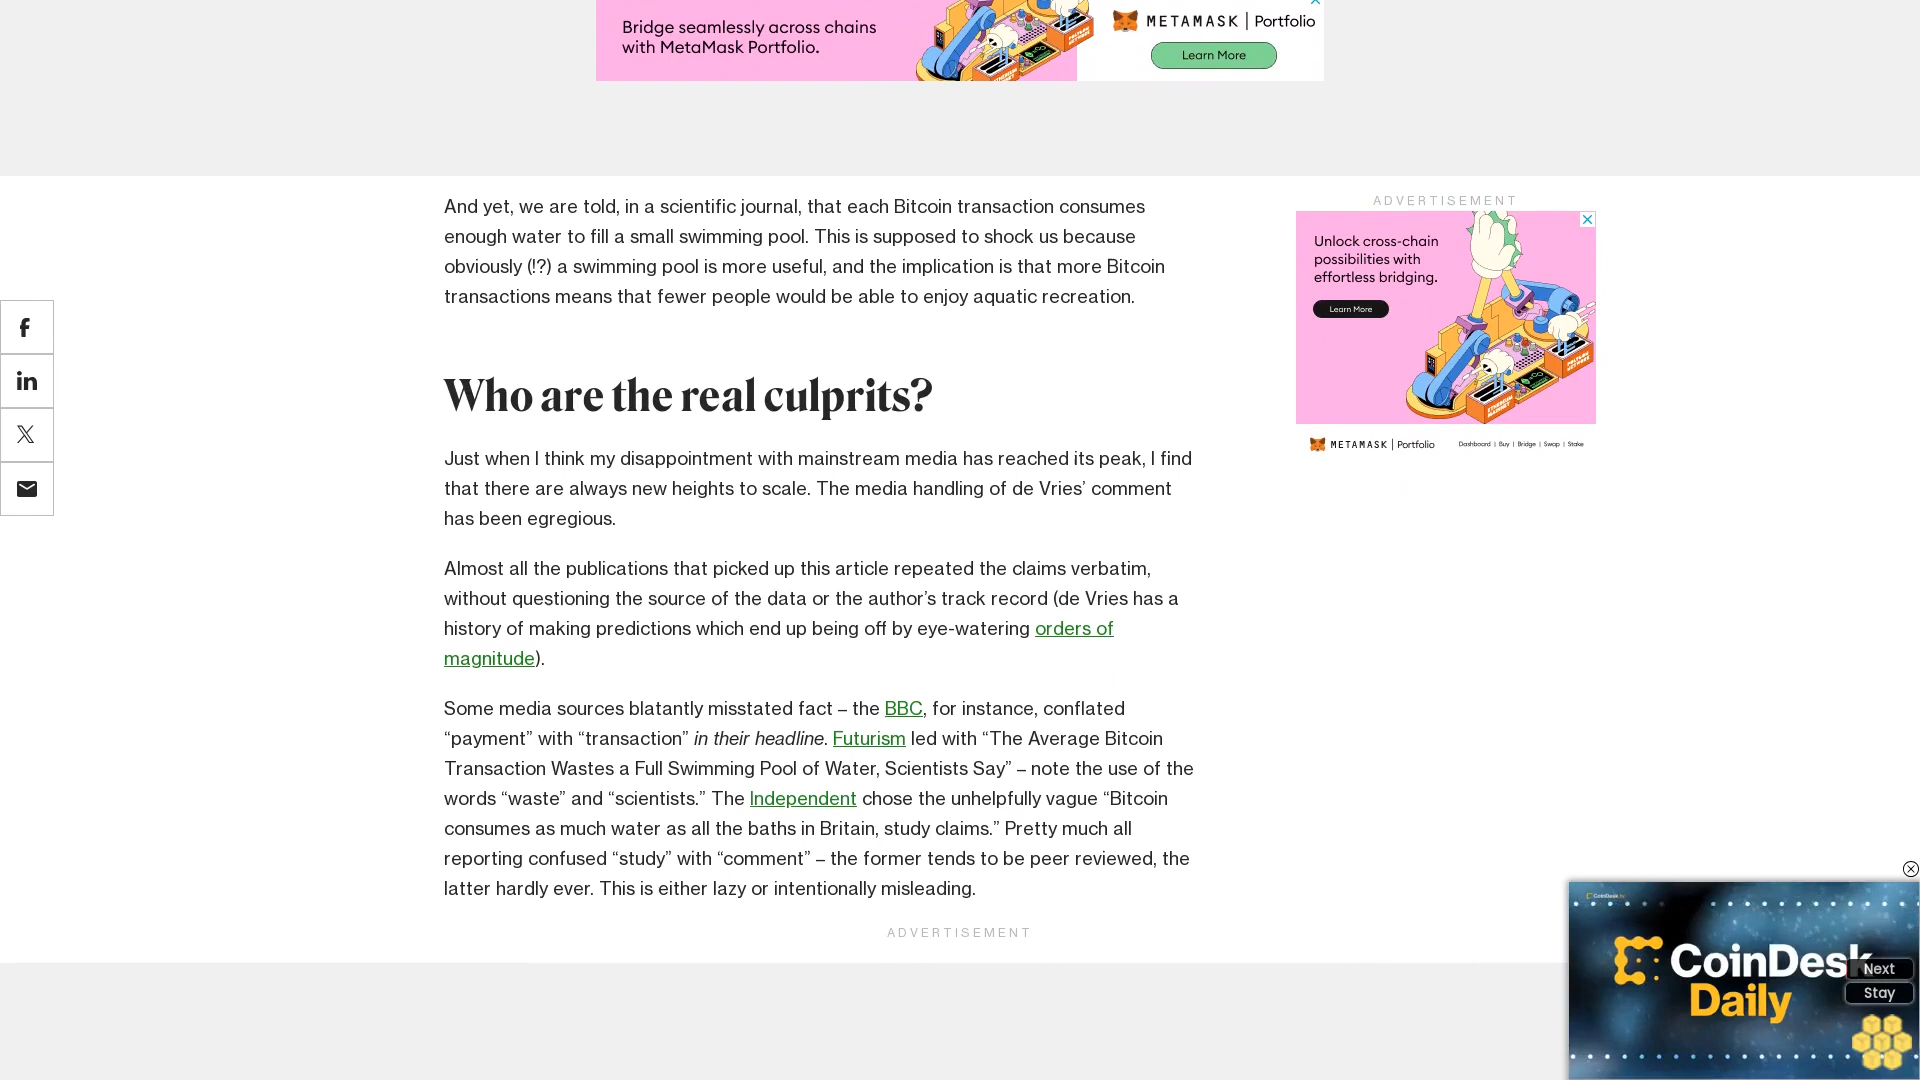 Bridge seamlessly across chains
with MetaMask Portfolio.
METAMASK | Portfolio
Learn More
And yet, we are told, in a scientific journal, that each Bitcoin transaction consumes
enough water to fill a small swimming pool. This is supposed to shock us because
obviously (!?) a swimming pool is more useful, and the implication is that more Bitcoin
transactions means that fewer people would be able to enjoy aquatic recreation.
Who are the real culprits?
Just when I think my disappointment with mainstream media has reached its peak, I find
that there are always new heights to scale. The media handling of de Vries’ comment
has been egregious.
Almost all the publications that picked up this article repeated the claims verbatim,
without questioning the source of the data or the author’s track record (de Vries has a
history of making predictions which end up being off by eye-watering orders of
magnitude).
Some media sources blatantly misstated fact – the BBC, for instance, conflated
“payment” with “transaction” in their headline. Futurism led with “The Average Bitcoin
Transaction Wastes a Full Swimming Pool of Water, Scientists Say” – note the use of the
words “waste” and “scientists.” The Independent chose the unhelpfully vague “Bitcoin
consumes as much water as all the baths in Britain, study claims.” Pretty much all
reporting confused “study” with “comment” – the former tends to be peer reviewed, the
latter hardly ever. This is either lazy or intentionally misleading.
ADVERTISEMENT
ADVERTISEMENT
Unlock cross-chain
possibilities with
effortless bridging.
Learn More
METAMASK | Portfolio
Dashboard | Buy | Bridge | Swap | Stake
CoinDesk
Daily
Next
Stay